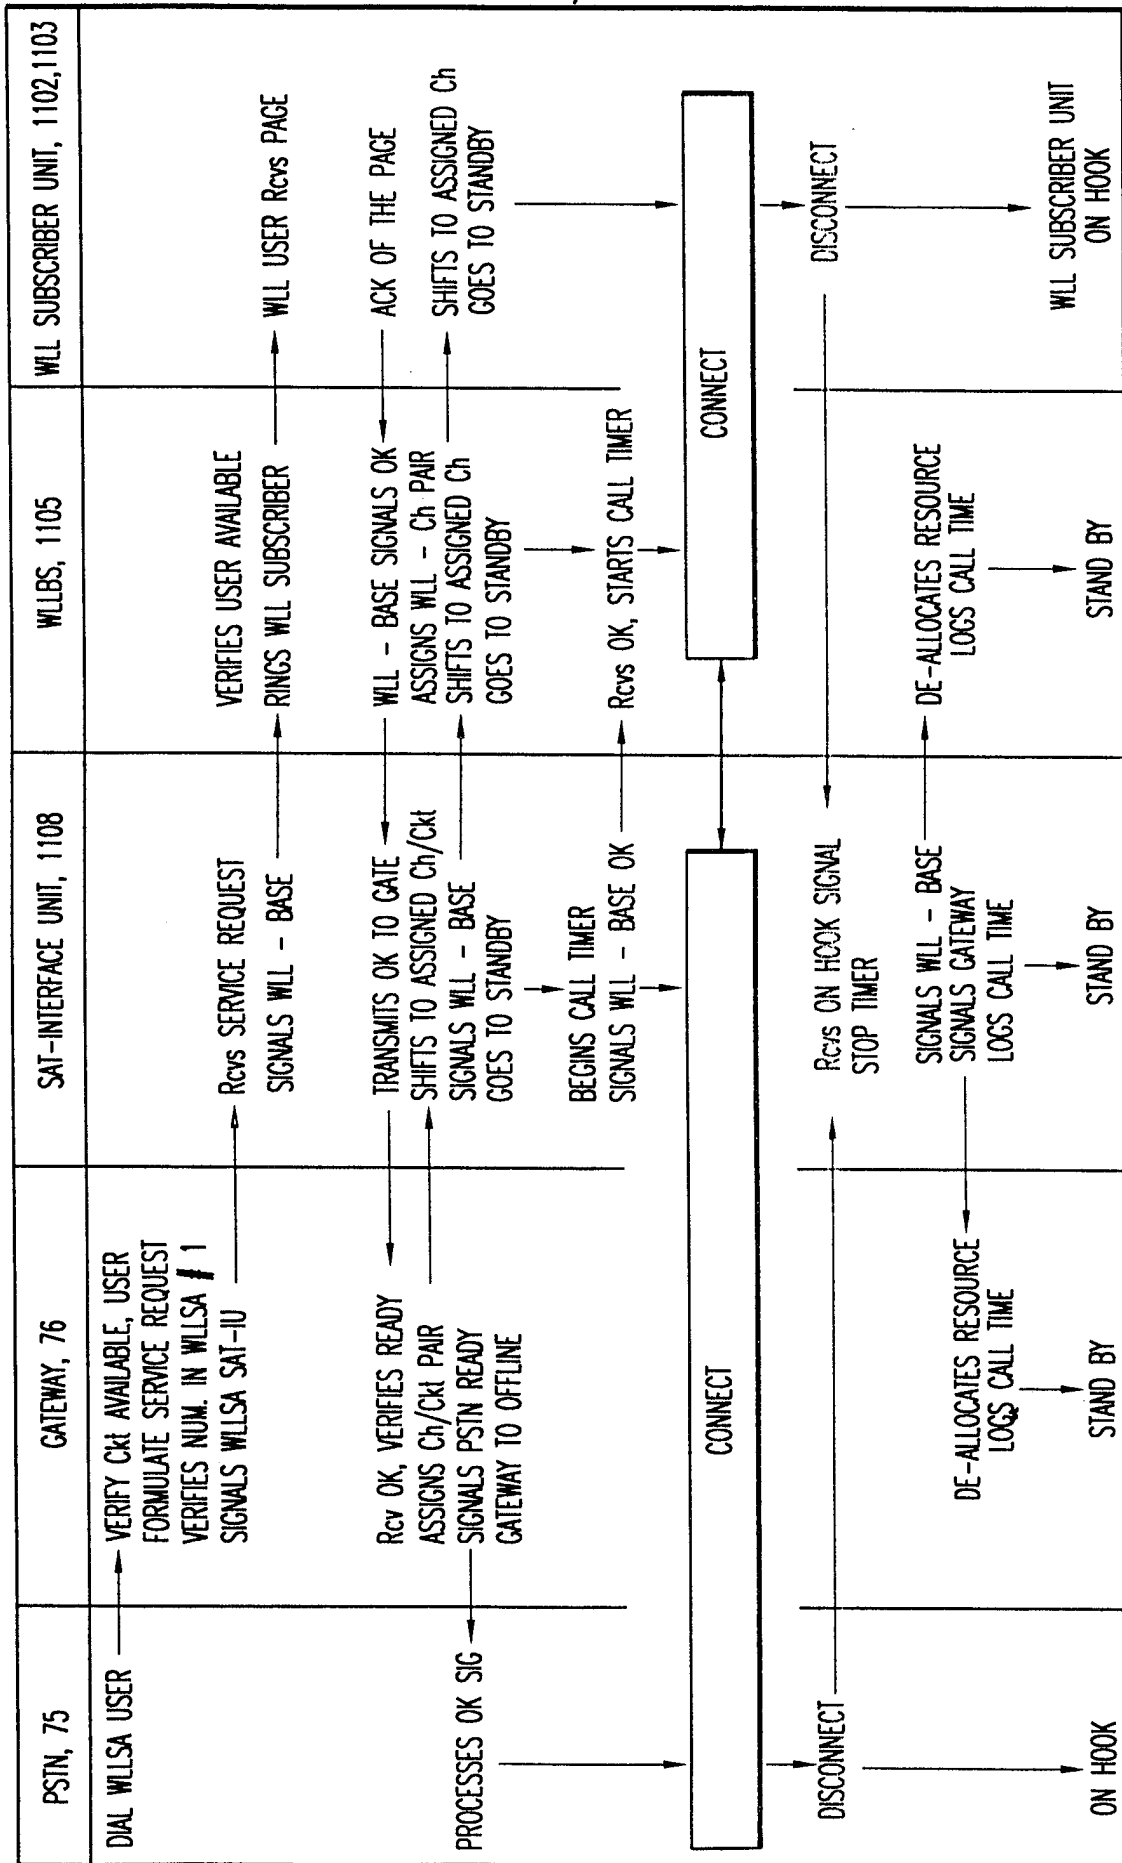 PSTN, 75
GATEWAY, 76
SAT-INTERFACE UNIT, 1108
WLLBS, 1105
WLL SUBSCRIBER UNIT, 1102,1103
DIAL WLLSA USER
VERIFY Ckt AVAILABLE, USER
FORMULATE SERVICE REQUEST
VERIFIES NUM. IN WLLSA # 1
SIGNALS WLLSA SAT-IU
Rcvs SERVICE REQUEST
SIGNALS WLL - BASE
VERIFIES USER AVAILABLE
RINGS WLL SUBSCRIBER
WLL USER Rcvs PAGE
ACK OF THE PAGE
WLL - BASE SIGNALS OK
ASSIGNS WLL - Ch PAIR
SHIFTS TO ASSIGNED Ch
GOES TO STANDBY
TRANSMITS OK TO GATE
SHIFTS TO ASSIGNED Ch/Ckt
SIGNALS WLL - BASE
GOES TO STANDBY
Rcv OK, VERIFIES READY
ASSIGNS Ch/Ckt PAIR
SIGNALS PSTN READY
GATEWAY TO OFFLINE
PROCESSES OK SIG
SHIFTS TO ASSIGNED Ch
GOES TO STANDBY
BEGINS CALL TIMER
SIGNALS WLL - BASE OK
Rcvs OK, STARTS CALL TIMER
CONNECT
CONNECT
DISCONNECT
Rcvs ON HOOK SIGNAL
STOP TIMER
DISCONNECT
SIGNALS WLL - BASE
SIGNALS GATEWAY
LOGS CALL TIME
DE-ALLOCATES RESOURCE
LOGS CALL TIME
DE-ALLOCATES RESOURCE
LOGS CALL TIME
ON HOOK
STAND BY
STAND BY
STAND BY
WLL SUBSCRIBER UNIT
ON HOOK